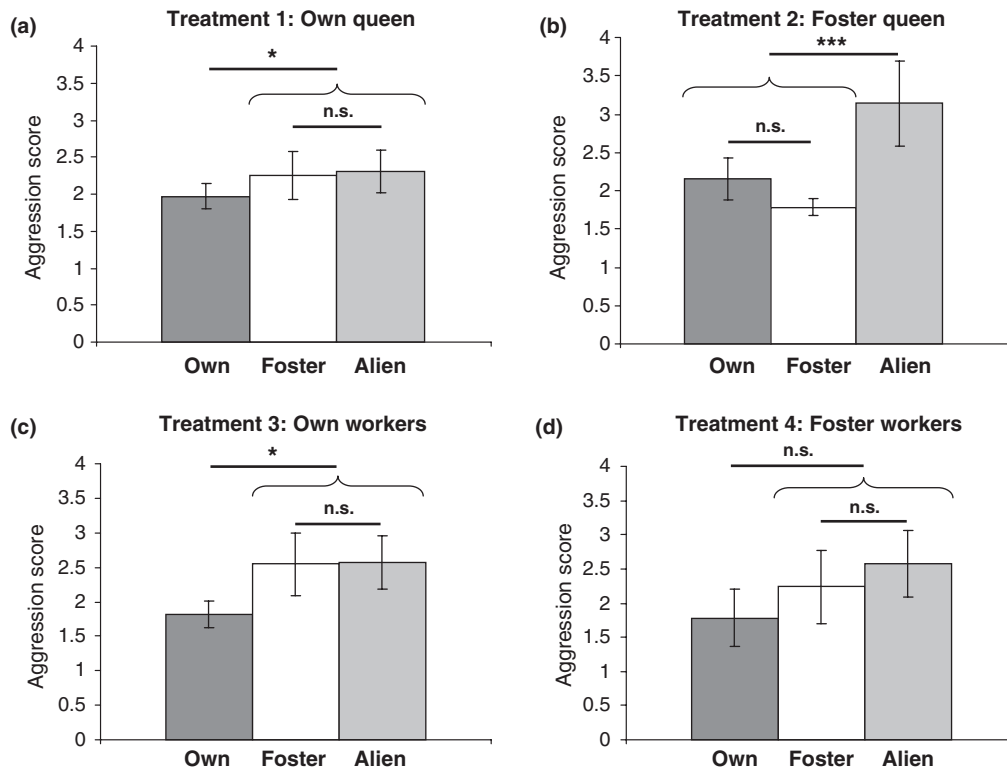 (a)
Treatment 1: Own queen
Aggression score
4
3.5
3
2.5
2
1.5
1
0.5
0
*
n.s.
Own Foster Alien
(b)
Treatment 2: Foster queen
Aggression score
4
3.5
3
2.5
2
1.5
1
0.5
0
***
n.s.
Own Foster Alien
(c)
Treatment 3: Own workers
Aggression score
4
3.5
3
2.5
2
1.5
1
0.5
0
*
n.s.
Own Foster Alien
(d)
Treatment 4: Foster workers
Aggression score
4
3.5
3
2.5
2
1.5
1
0.5
0
n.s.
n.s.
Own Foster Alien